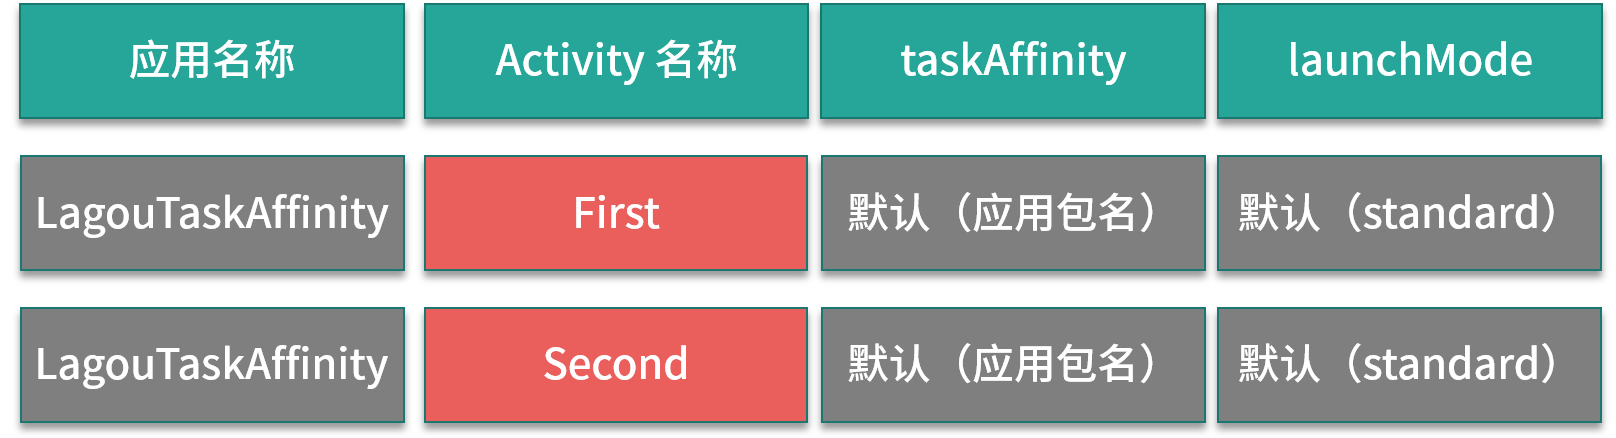 应用名称 Activity 名称 taskAffinity launchMode
LagouTaskAffinity First 默认（应用包名） 默认（standard）
LagouTaskAffinity Second 默认（应用包名） 默认（standard）